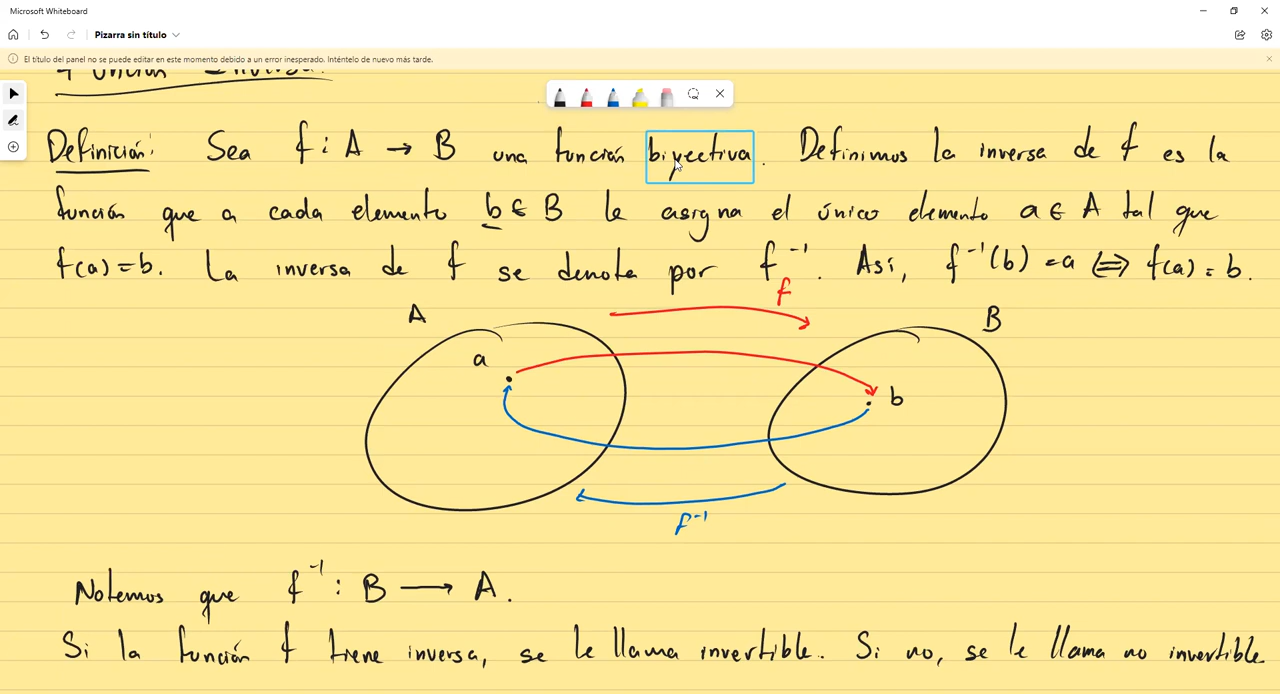 Microsoft Whiteboard
Pizarra sin título
El título del panel no se puede editar en este momento debido a un error inesperado. Inténtelo de nuevo más tarde.
Función Inversa.
Definición: Sea f: A → B una función biyectiva. Definimos la inversa de f es la
función que a cada elemento b ∈ B le asigna el único elemento a ∈ A tal que
f(a) = b. La inversa de f se denota por f⁻¹. Así, f⁻¹(b) = a ⟺ f(a) = b.
f
A
B
a
b
f⁻¹
Notemos que f⁻¹: B → A.
Si la función f tiene inversa, se le llama invertible. Si no, se le llama no invertible